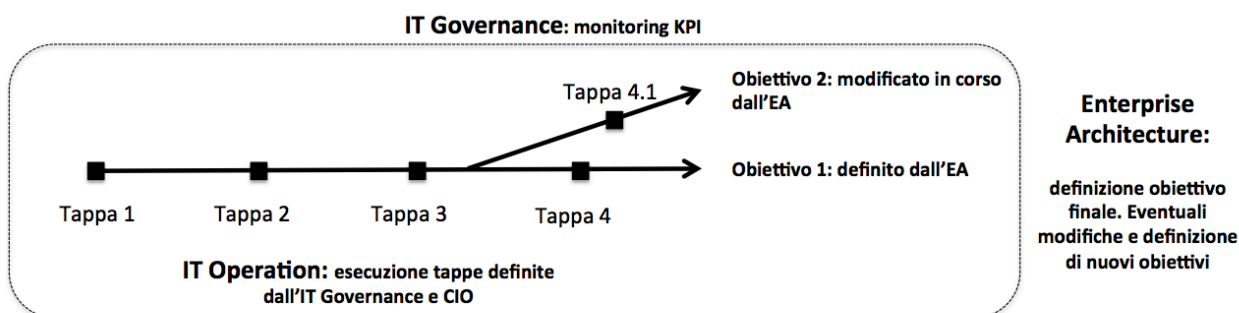 IT Governance: monitoring KPI
Tappa 4.1
Obiettivo 2: modificato in corso
dall'EA
Obiettivo 1: definito dall'EA
Tappa 1
Tappa 2
Tappa 3
Tappa 4
IT Operation: esecuzione tappe definite
dall'IT Governance e CIO
Enterprise
Architecture:
definizione obiettivo
finale. Eventuali
modifiche e definizione
di nuovi obiettivi